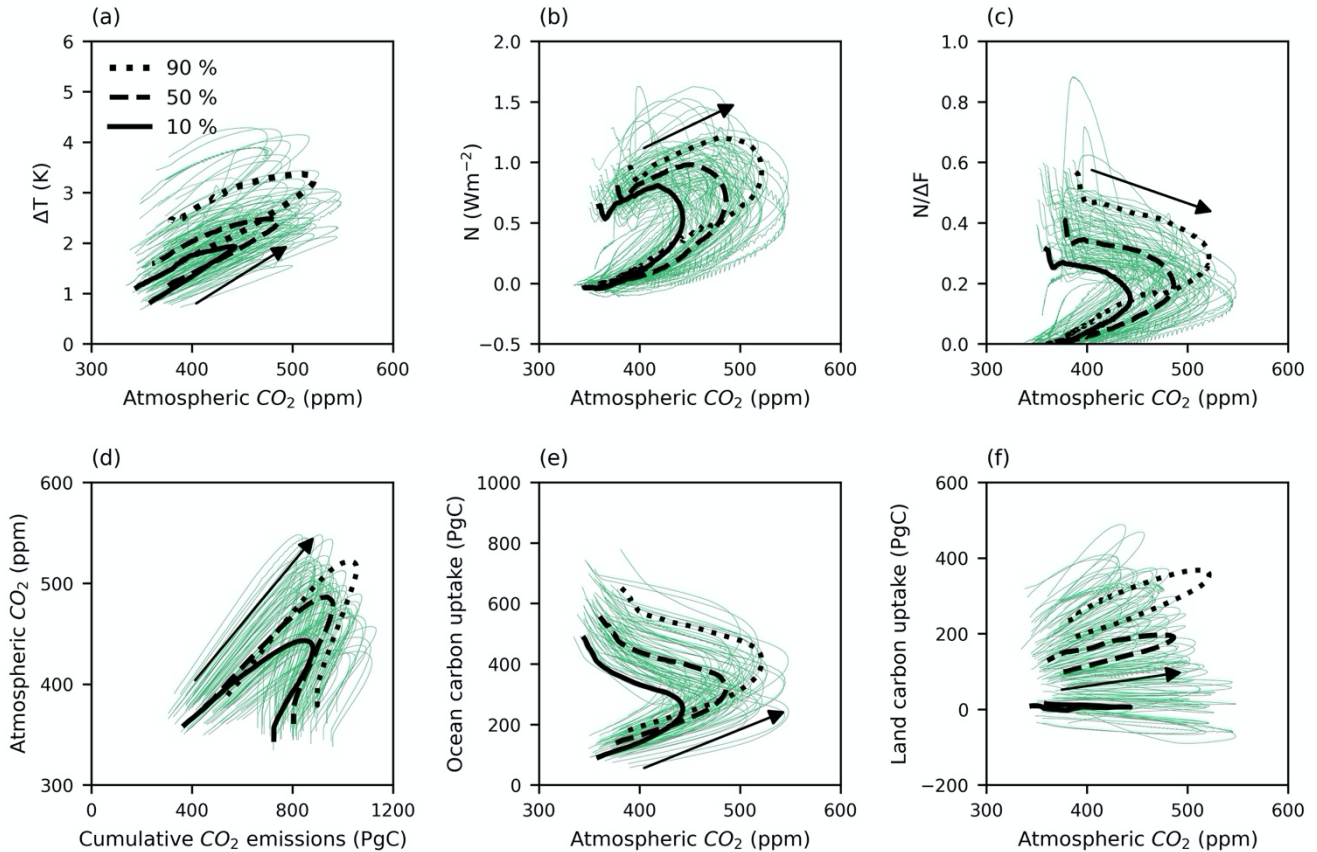 (a)
6
5
4
3
2
1
0
ΔT (K)
90 %
50 %
10 %
300 400 500 600
Atmospheric CO₂ (ppm)
(b)
2.0
1.5
1.0
0.5
0.0
−0.5
N (Wm⁻²)
300 400 500 600
Atmospheric CO₂ (ppm)
(c)
1.0
0.8
0.6
0.4
0.2
0.0
N/ΔF
300 400 500 600
Atmospheric CO₂ (ppm)
(d)
600
500
400
300
Atmospheric CO₂ (ppm)
0 400 800 1200
Cumulative CO₂ emissions (PgC)
(e)
1000
800
600
400
200
0
Ocean carbon uptake (PgC)
300 400 500 600
Atmospheric CO₂ (ppm)
(f)
600
400
200
0
−200
Land carbon uptake (PgC)
300 400 500 600
Atmospheric CO₂ (ppm)